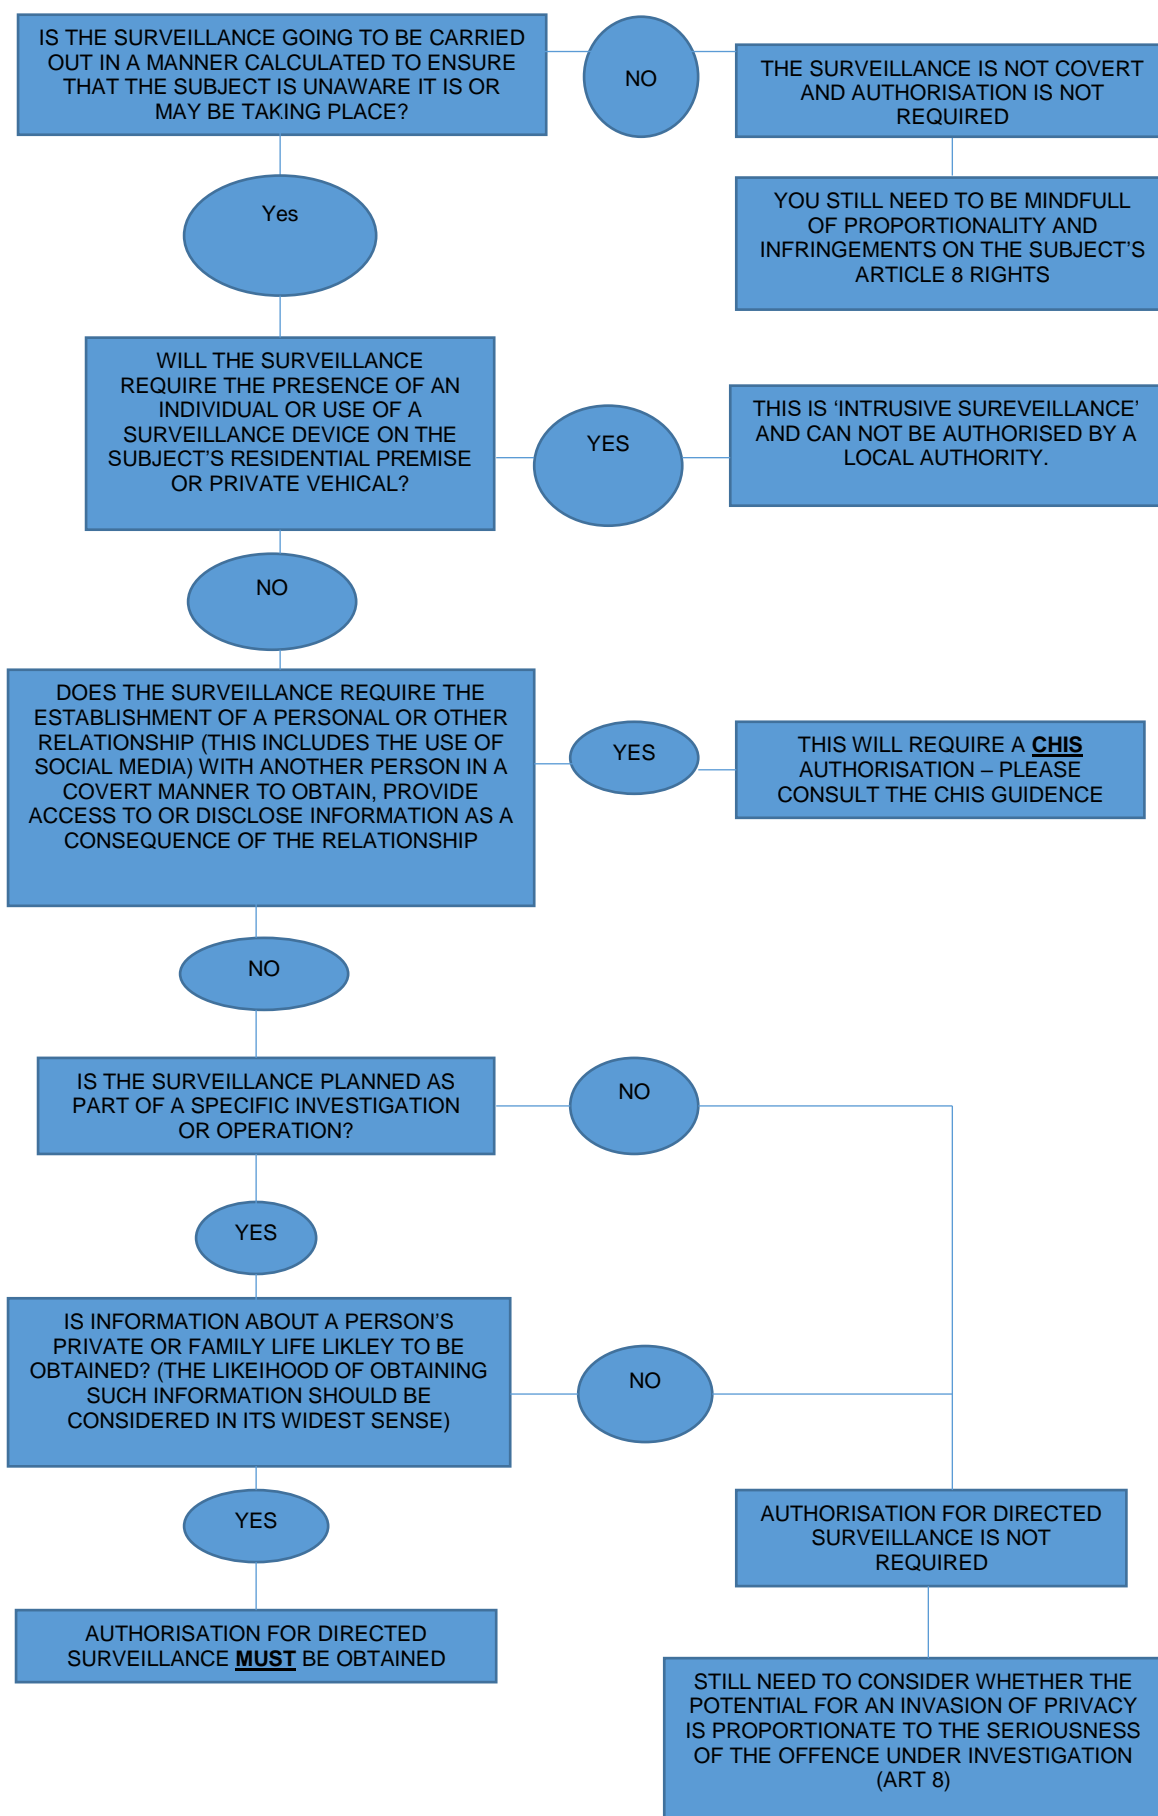 IS THE SURVEILLANCE GOING TO BE CARRIED
OUT IN A MANNER CALCULATED TO ENSURE
THAT THE SUBJECT IS UNAWARE IT IS OR
MAY BE TAKING PLACE?
NO
THE SURVEILLANCE IS NOT COVERT
AND AUTHORISATION IS NOT
REQUIRED
YOU STILL NEED TO BE MINDFULL
OF PROPORTIONALITY AND
INFRINGEMENTS ON THE SUBJECT'S
ARTICLE 8 RIGHTS
Yes
WILL THE SURVEILLANCE
REQUIRE THE PRESENCE OF AN
INDIVIDUAL OR USE OF A
SURVEILLANCE DEVICE ON THE
SUBJECT'S RESIDENTIAL PREMISE
OR PRIVATE VEHICAL?
YES
THIS IS 'INTRUSIVE SUREVEILLANCE'
AND CAN NOT BE AUTHORISED BY A
LOCAL AUTHORITY.
NO
DOES THE SURVEILLANCE REQUIRE THE
ESTABLISHMENT OF A PERSONAL OR OTHER
RELATIONSHIP (THIS INCLUDES THE USE OF
SOCIAL MEDIA) WITH ANOTHER PERSON IN A
COVERT MANNER TO OBTAIN, PROVIDE
ACCESS TO OR DISCLOSE INFORMATION AS A
CONSEQUENCE OF THE RELATIONSHIP
YES
THIS WILL REQUIRE A CHIS
AUTHORISATION – PLEASE
CONSULT THE CHIS GUIDENCE
NO
IS THE SURVEILLANCE PLANNED AS
PART OF A SPECIFIC INVESTIGATION
OR OPERATION?
NO
YES
IS INFORMATION ABOUT A PERSON'S
PRIVATE OR FAMILY LIFE LIKLEY TO BE
OBTAINED? (THE LIKEIHOOD OF OBTAINING
SUCH INFORMATION SHOULD BE
CONSIDERED IN ITS WIDEST SENSE)
NO
YES
AUTHORISATION FOR DIRECTED
SURVEILLANCE IS NOT
REQUIRED
AUTHORISATION FOR DIRECTED
SURVEILLANCE MUST BE OBTAINED
STILL NEED TO CONSIDER WHETHER THE
POTENTIAL FOR AN INVASION OF PRIVACY
IS PROPORTIONATE TO THE SERIOUSNESS
OF THE OFFENCE UNDER INVESTIGATION
(ART 8)